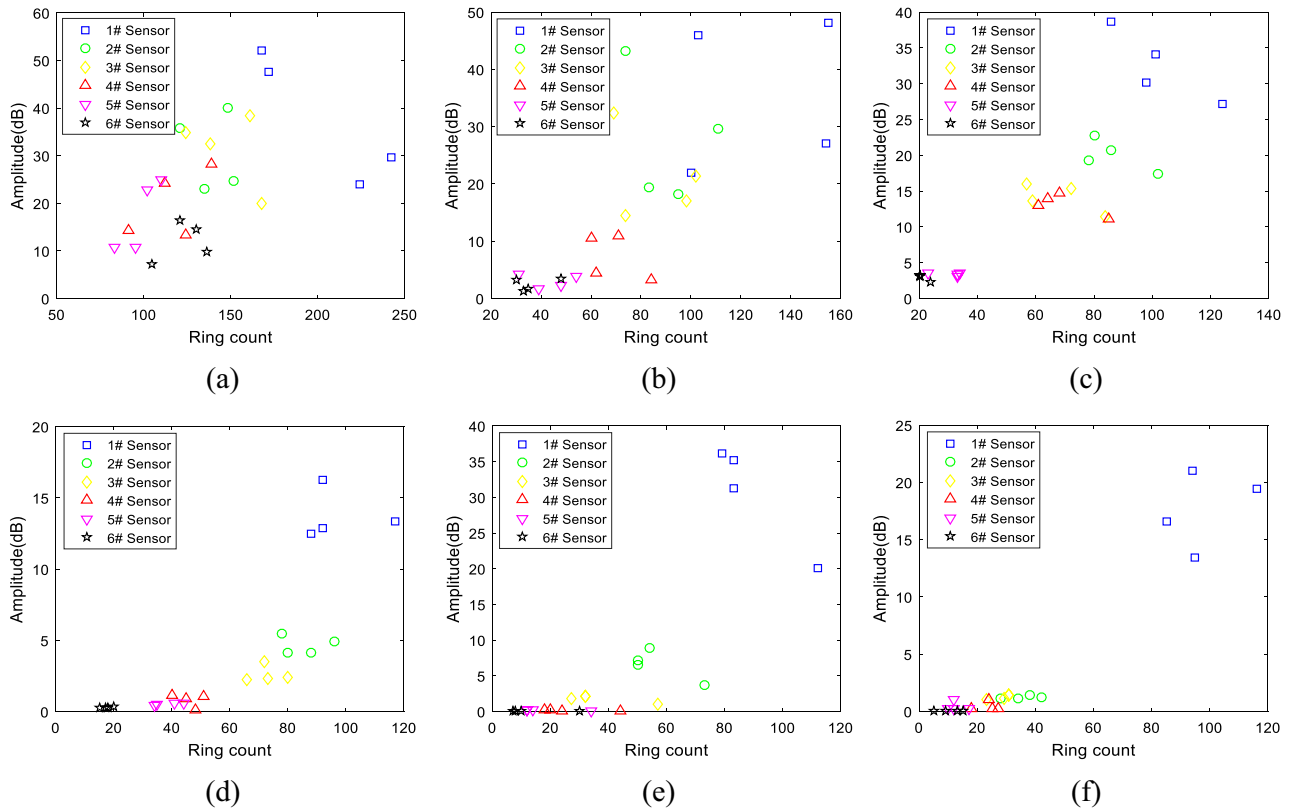 60
50
40
30
20
10
0
Amplitude(dB)
1# Sensor
2# Sensor
3# Sensor
4# Sensor
5# Sensor
6# Sensor
50 100 150 200 250
Ring count
(a)
50
40
30
20
10
0
Amplitude(dB)
1# Sensor
2# Sensor
3# Sensor
4# Sensor
5# Sensor
6# Sensor
20 40 60 80 100 120 140 160
Ring count
(b)
40
35
30
25
20
15
10
5
0
Amplitude(dB)
1# Sensor
2# Sensor
3# Sensor
4# Sensor
5# Sensor
6# Sensor
20 40 60 80 100 120 140
Ring count
(c)
20
15
10
5
0
Amplitude(dB)
1# Sensor
2# Sensor
3# Sensor
4# Sensor
5# Sensor
6# Sensor
0 20 40 60 80 100 120
Ring count
(d)
40
35
30
25
20
15
10
5
0
Amplitude(dB)
1# Sensor
2# Sensor
3# Sensor
4# Sensor
5# Sensor
6# Sensor
0 20 40 60 80 100 120
Ring count
(e)
25
20
15
10
5
0
Amplitude(dB)
1# Sensor
2# Sensor
3# Sensor
4# Sensor
5# Sensor
6# Sensor
0 20 40 60 80 100 120
Ring count
(f)